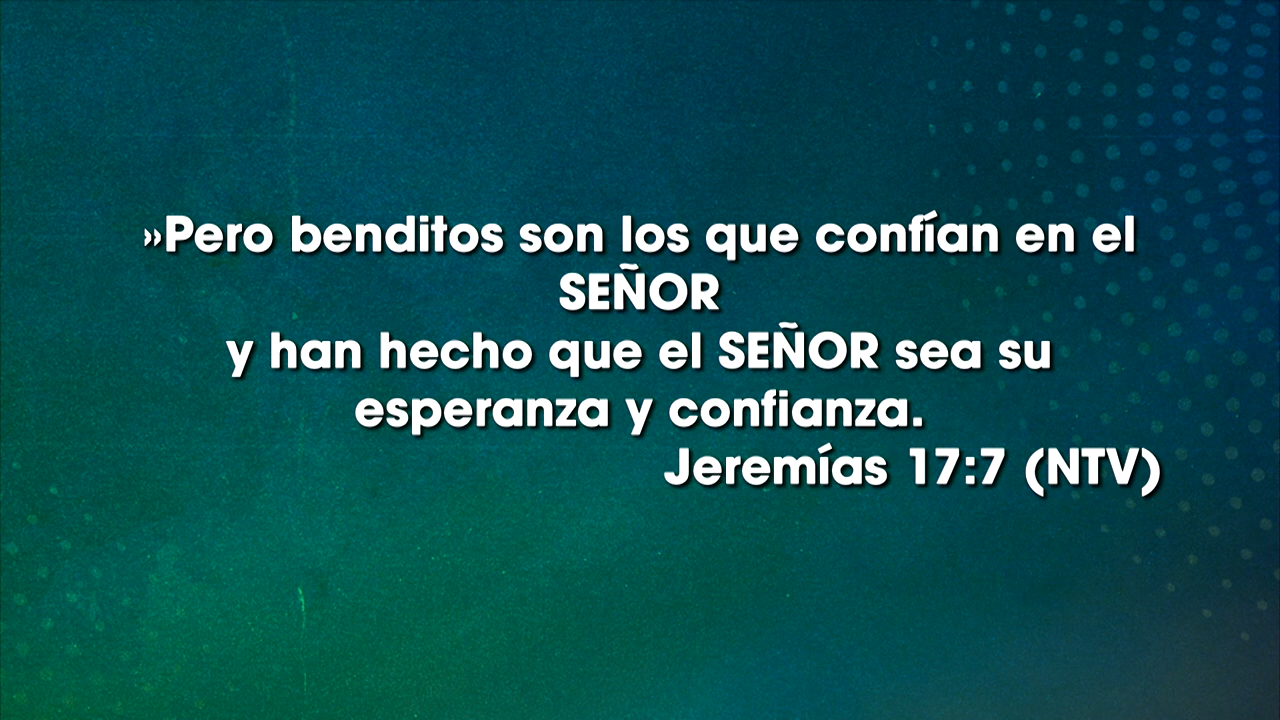 »Pero benditos son los que confían en el
SEÑOR
y han hecho que el SEÑOR sea su
esperanza y confianza.
Jeremías 17:7 (NTV)